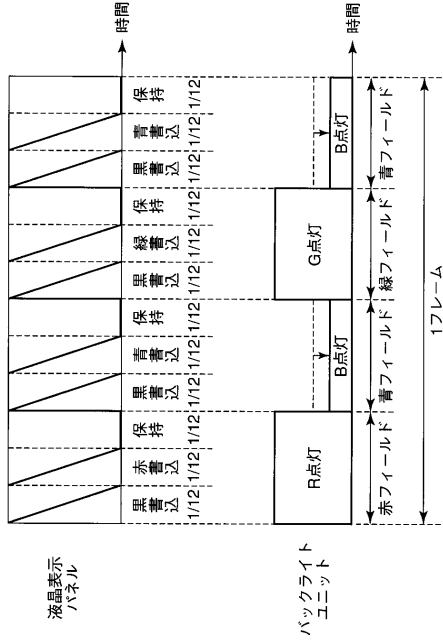 液晶表示
パネル
時間
黒書込
赤書込
保持
黒書込
青書込
保持
黒書込
緑書込
保持
黒書込
青書込
保持
1/12 1/12 1/12 1/12 1/12 1/12 1/12 1/12 1/12 1/12 1/12 1/12
バックライト
ユニット
R点灯
B点灯
G点灯
B点灯
時間
赤フィールド
青フィールド
緑フィールド
青フィールド
1フレーム